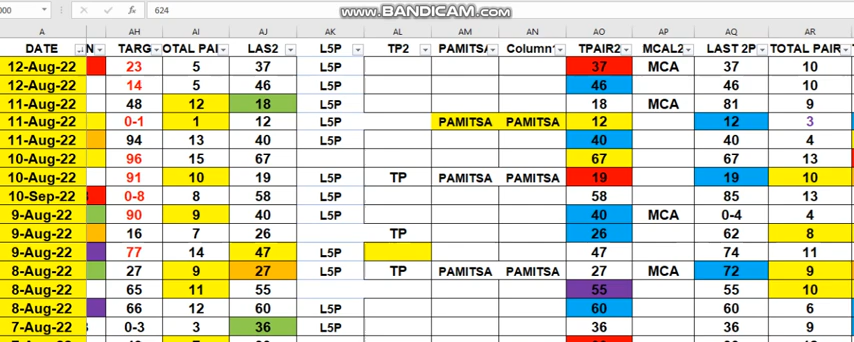 000 624 www.BANDICAM.com
A AH AI AJ AK AL AM AN AO AP AQ AR
DATE N TARG OTAL PAI LAS2 L5P TP2 PAMITSA Column1 TPAIR2 MCAL2 LAST 2P TOTAL PAIR
12-Aug-22 23 5 37 L5P 37 MCA 37 10
12-Aug-22 14 5 46 L5P 46 46 10
11-Aug-22 48 12 18 L5P 18 MCA 81 9
11-Aug-22 0-1 1 12 L5P PAMITSA PAMITSA 12 12 3
11-Aug-22 94 13 40 L5P 40 40 4
10-Aug-22 96 15 67 L5P 67 67 13
10-Aug-22 91 10 19 L5P TP PAMITSA PAMITSA 19 19 10
10-Sep-22 0-8 8 58 L5P 58 85 13
9-Aug-22 90 9 40 L5P 40 MCA 0-4 4
9-Aug-22 16 7 26 TP 26 62 8
9-Aug-22 77 14 47 L5P 47 74 11
8-Aug-22 27 9 27 L5P TP PAMITSA PAMITSA 27 MCA 72 9
8-Aug-22 65 11 55 55 55 10
8-Aug-22 66 12 60 L5P 60 60 6
7-Aug-22 0-3 3 36 L5P 36 36 9